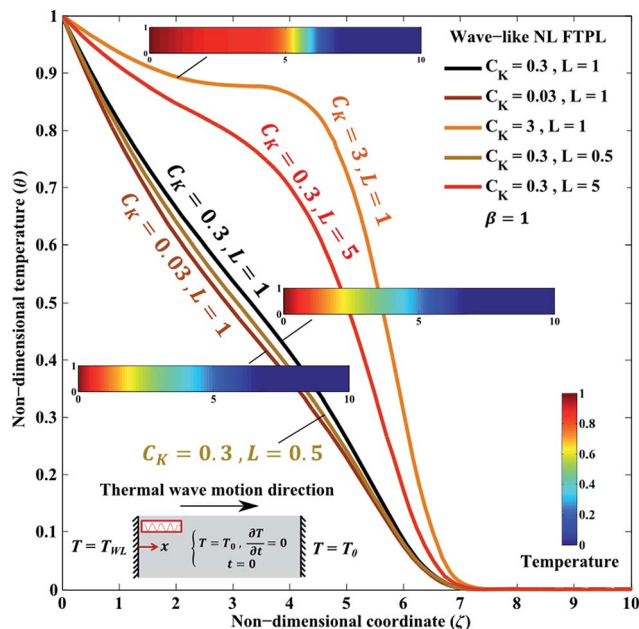 Wave-like NL FTPL
C_K = 0.3 , L = 1
C_K = 0.03 , L = 1
C_K = 3 , L = 1
C_K = 0.3 , L = 0.5
C_K = 0.3 , L = 5
β = 1
1
0
0
5
10
C_K = 3, L = 1
C_K = 0.3, L = 5
C_K = 0.3, L = 1
C_K = 0.03, L = 1
1
0
0
5
10
1
0
0
5
10
C_K = 0.3 , L = 0.5
Thermal wave motion direction
T = T_WL
x
T = T_0 , ∂T/∂t = 0
t = 0
T = T_0
1
0.8
0.6
0.4
0.2
0
Temperature
Non-dimensional temperature (θ)
1
0.9
0.8
0.7
0.6
0.5
0.4
0.3
0.2
0.1
0
0 1 2 3 4 5 6 7 8 9 10
Non-dimensional coordinate (ζ)